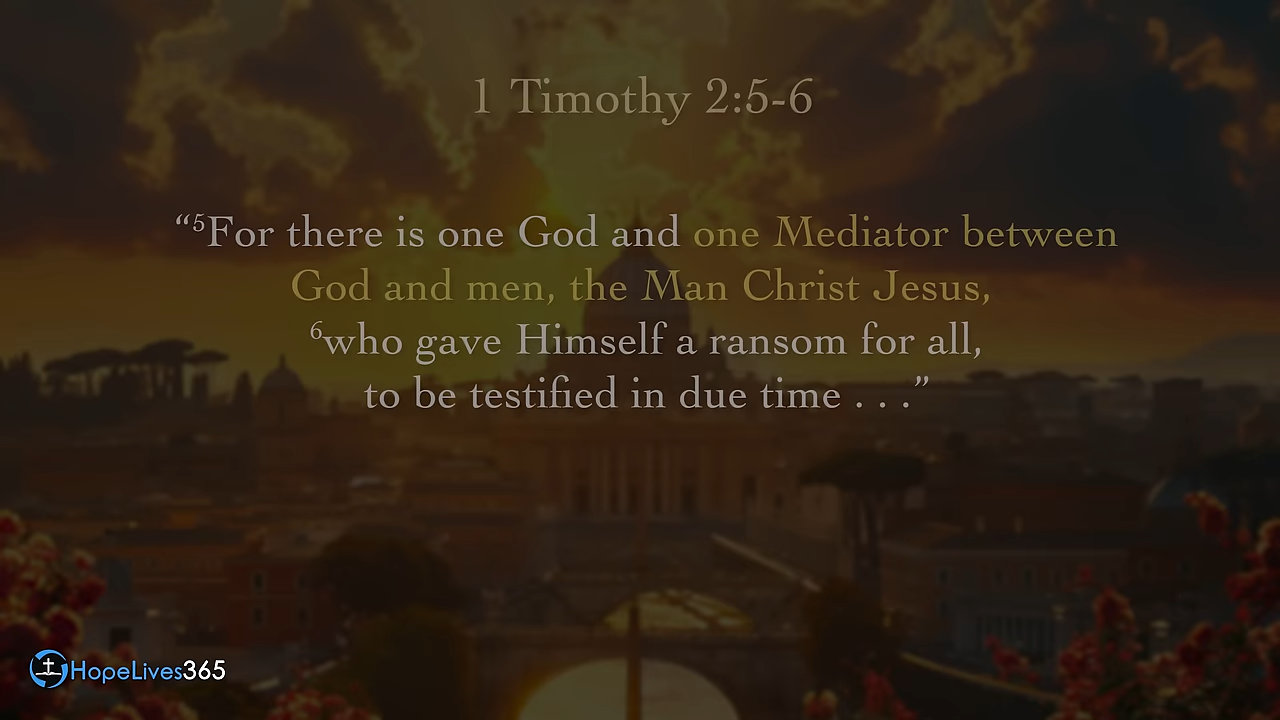 1 Timothy 2:5-6
“⁵For there is one God and one Mediator between
God and men, the Man Christ Jesus,
⁶who gave Himself a ransom for all,
to be testified in due time . . .”
HopeLives365